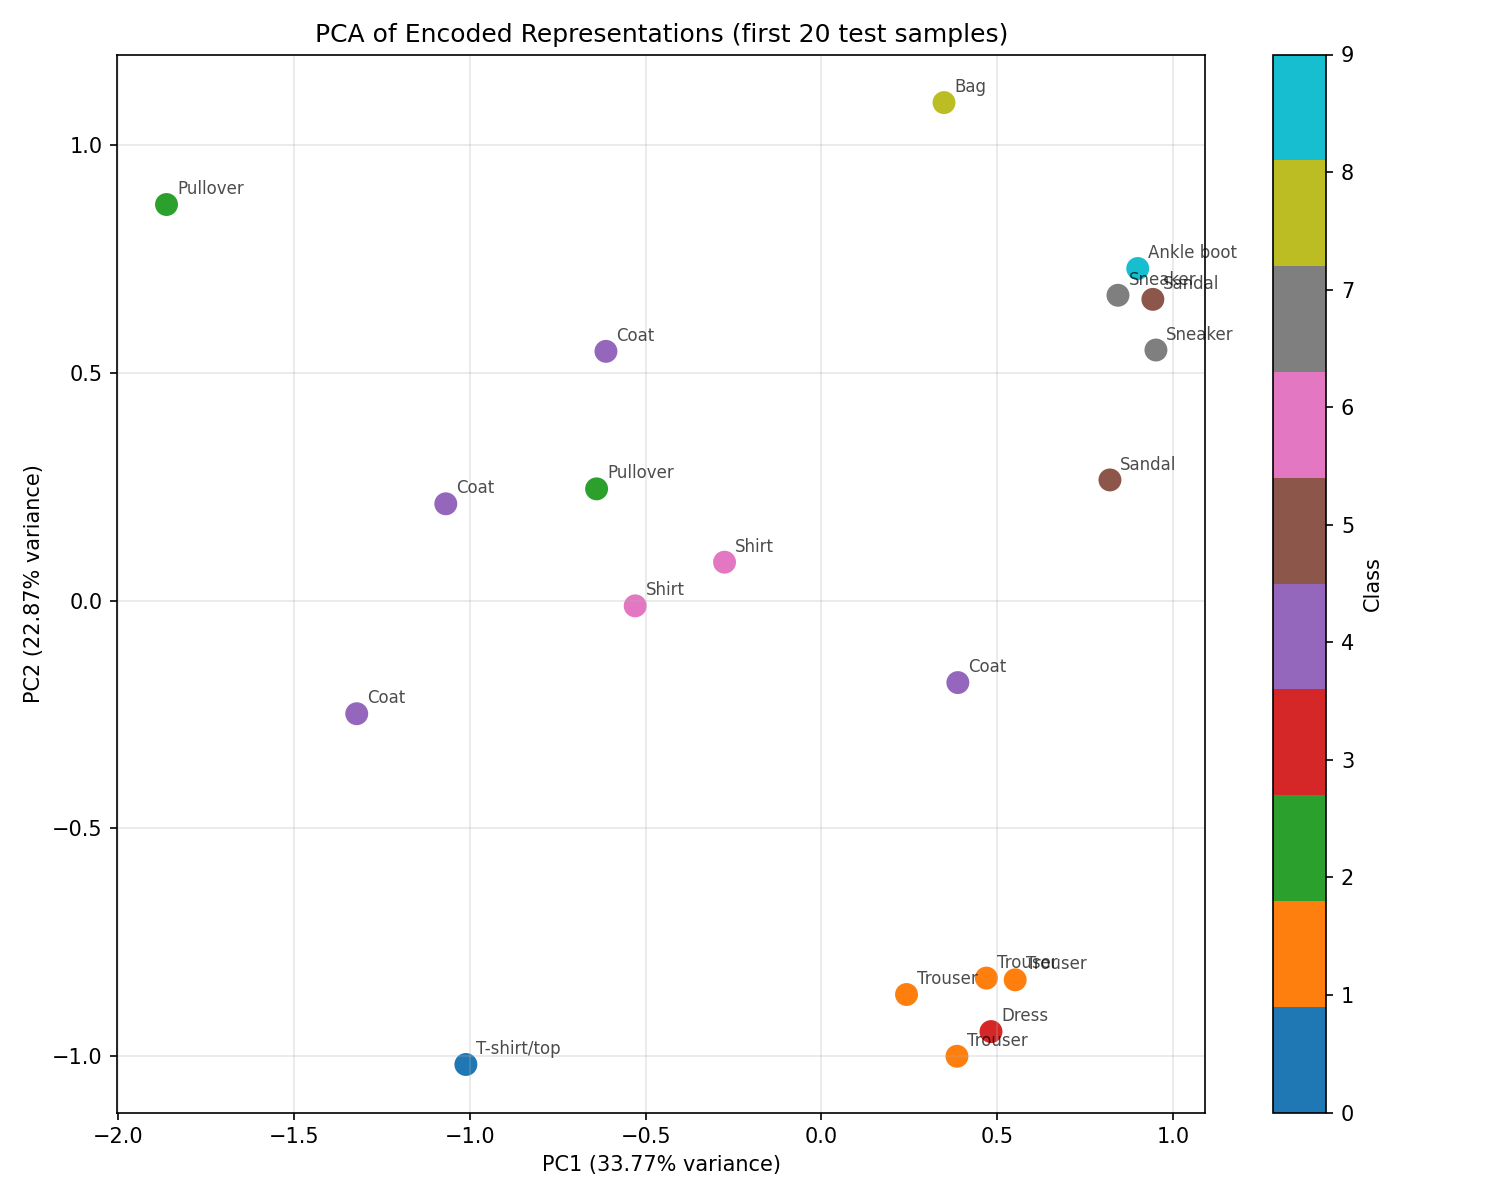 PCA of Encoded Representations (first 20 test samples)
Bag
Pullover
Ankle boot
Sneaker
Sandal
Sneaker
Coat
Pullover
Sandal
Coat
Shirt
Shirt
Coat
Coat
Trouser
Trouser
Trouser
Dress
Trouser
T-shirt/top
1.0
0.5
0.0
−0.5
−1.0
PC2 (22.87% variance)
−2.0
−1.5
−1.0
−0.5
0.0
0.5
1.0
PC1 (33.77% variance)
9
8
7
6
5
4
3
2
1
0
Class